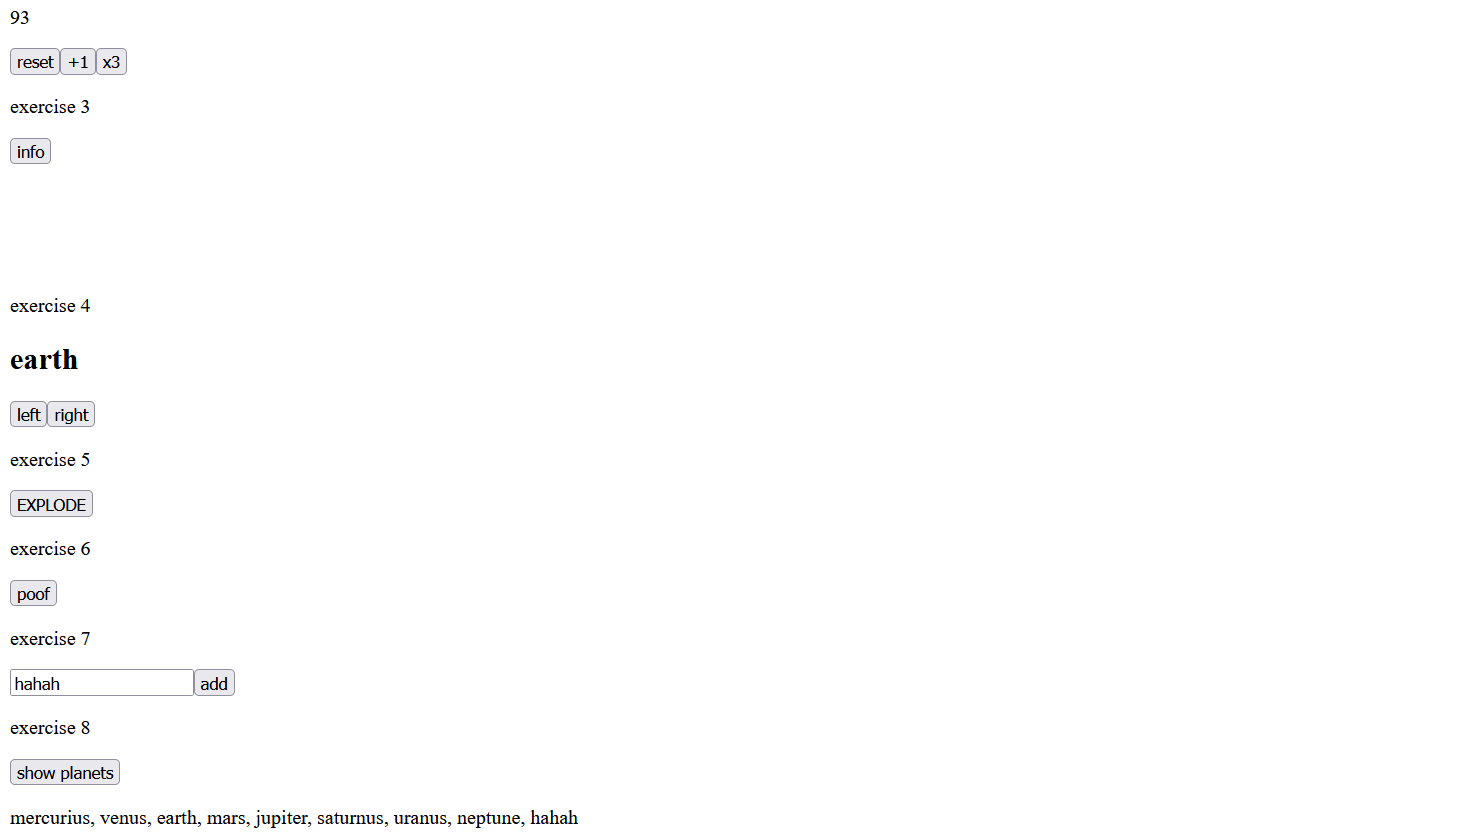 93
reset +1 x3
exercise 3
info
exercise 4
earth
left right
exercise 5
EXPLODE
exercise 6
poof
exercise 7
hahah add
exercise 8
show planets
mercurius, venus, earth, mars, jupiter, saturnus, uranus, neptune, hahah